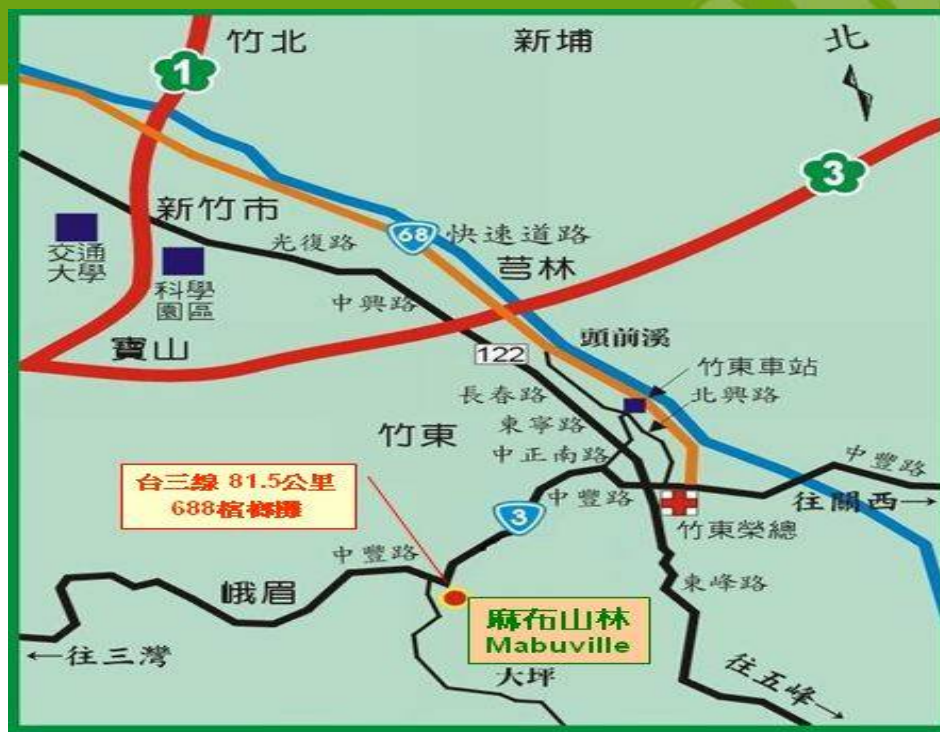 竹北
新埔
北
1
3
新竹市
68
快速道路
交通
大學
光復路
芎林
科學
園區
中興路
寶山
122
頭前溪
竹東車站
長春路
北興路
竹東
東寧路
中正南路
中豐路
台三線 81.5公里
688檳榔攤
3
中豐路
往關西→
竹東榮總
中豐路
峨眉
東峰路
麻布山林
Mabuville
←往三灣
大坪
往五峰→